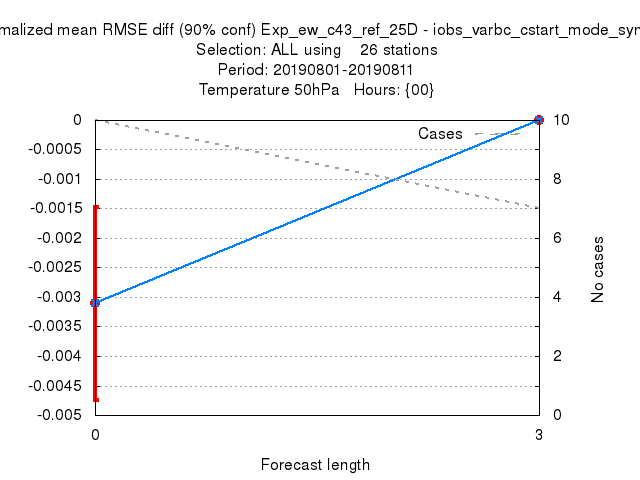 malized mean RMSE diff (90% conf) Exp_ew_c43_ref_25D - iobs_varbc_cstart_mode_syn
Selection: ALL using 26 stations
Period: 20190801-20190811
Temperature 50hPa Hours: {00}
Cases
0
-0.0005
-0.001
-0.0015
-0.002
-0.0025
-0.003
-0.0035
-0.004
-0.0045
-0.005
10
8
6
4
2
0
No cases
0 3
Forecast length